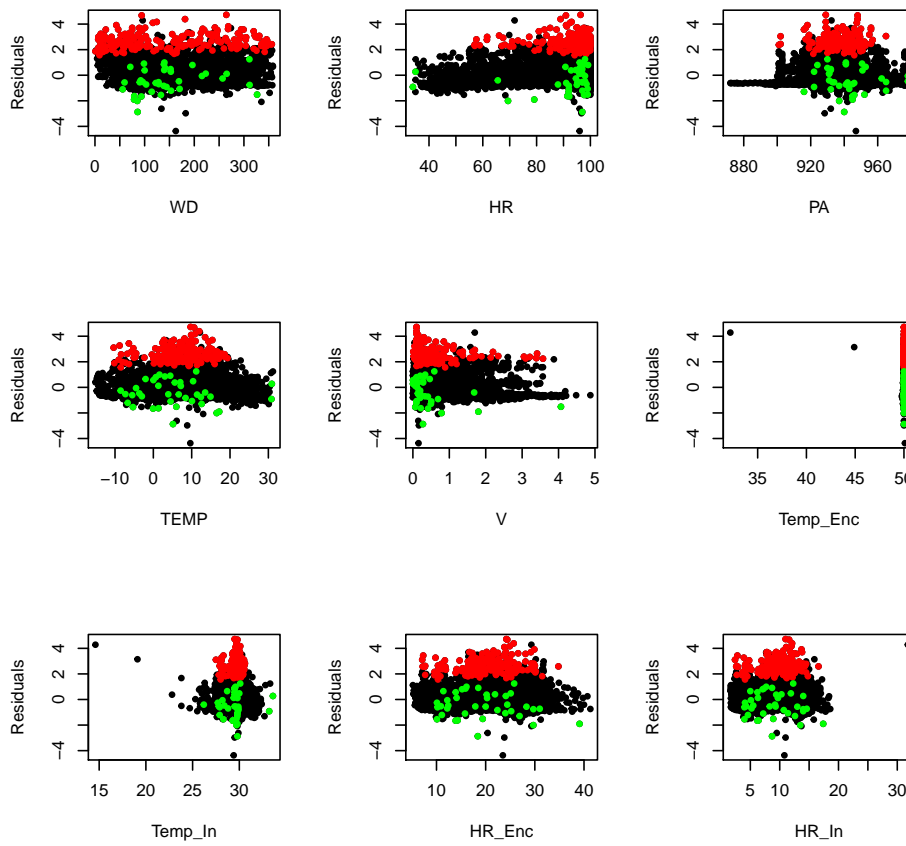 Residuals
4
2
0
−4
0 100 200 300
WD
Residuals
4
2
0
−4
40 60 80 100
HR
Residuals
4
2
0
−4
880 920 960
PA
Residuals
4
2
0
−4
−10 0 10 20 30
TEMP
Residuals
4
2
0
−4
0 1 2 3 4 5
V
Residuals
4
2
0
−4
35 40 45 50
Temp_Enc
Residuals
4
2
0
−4
15 20 25 30
Temp_In
Residuals
4
2
0
−4
10 20 30 40
HR_Enc
Residuals
4
2
0
−4
5 10 20 30
HR_In